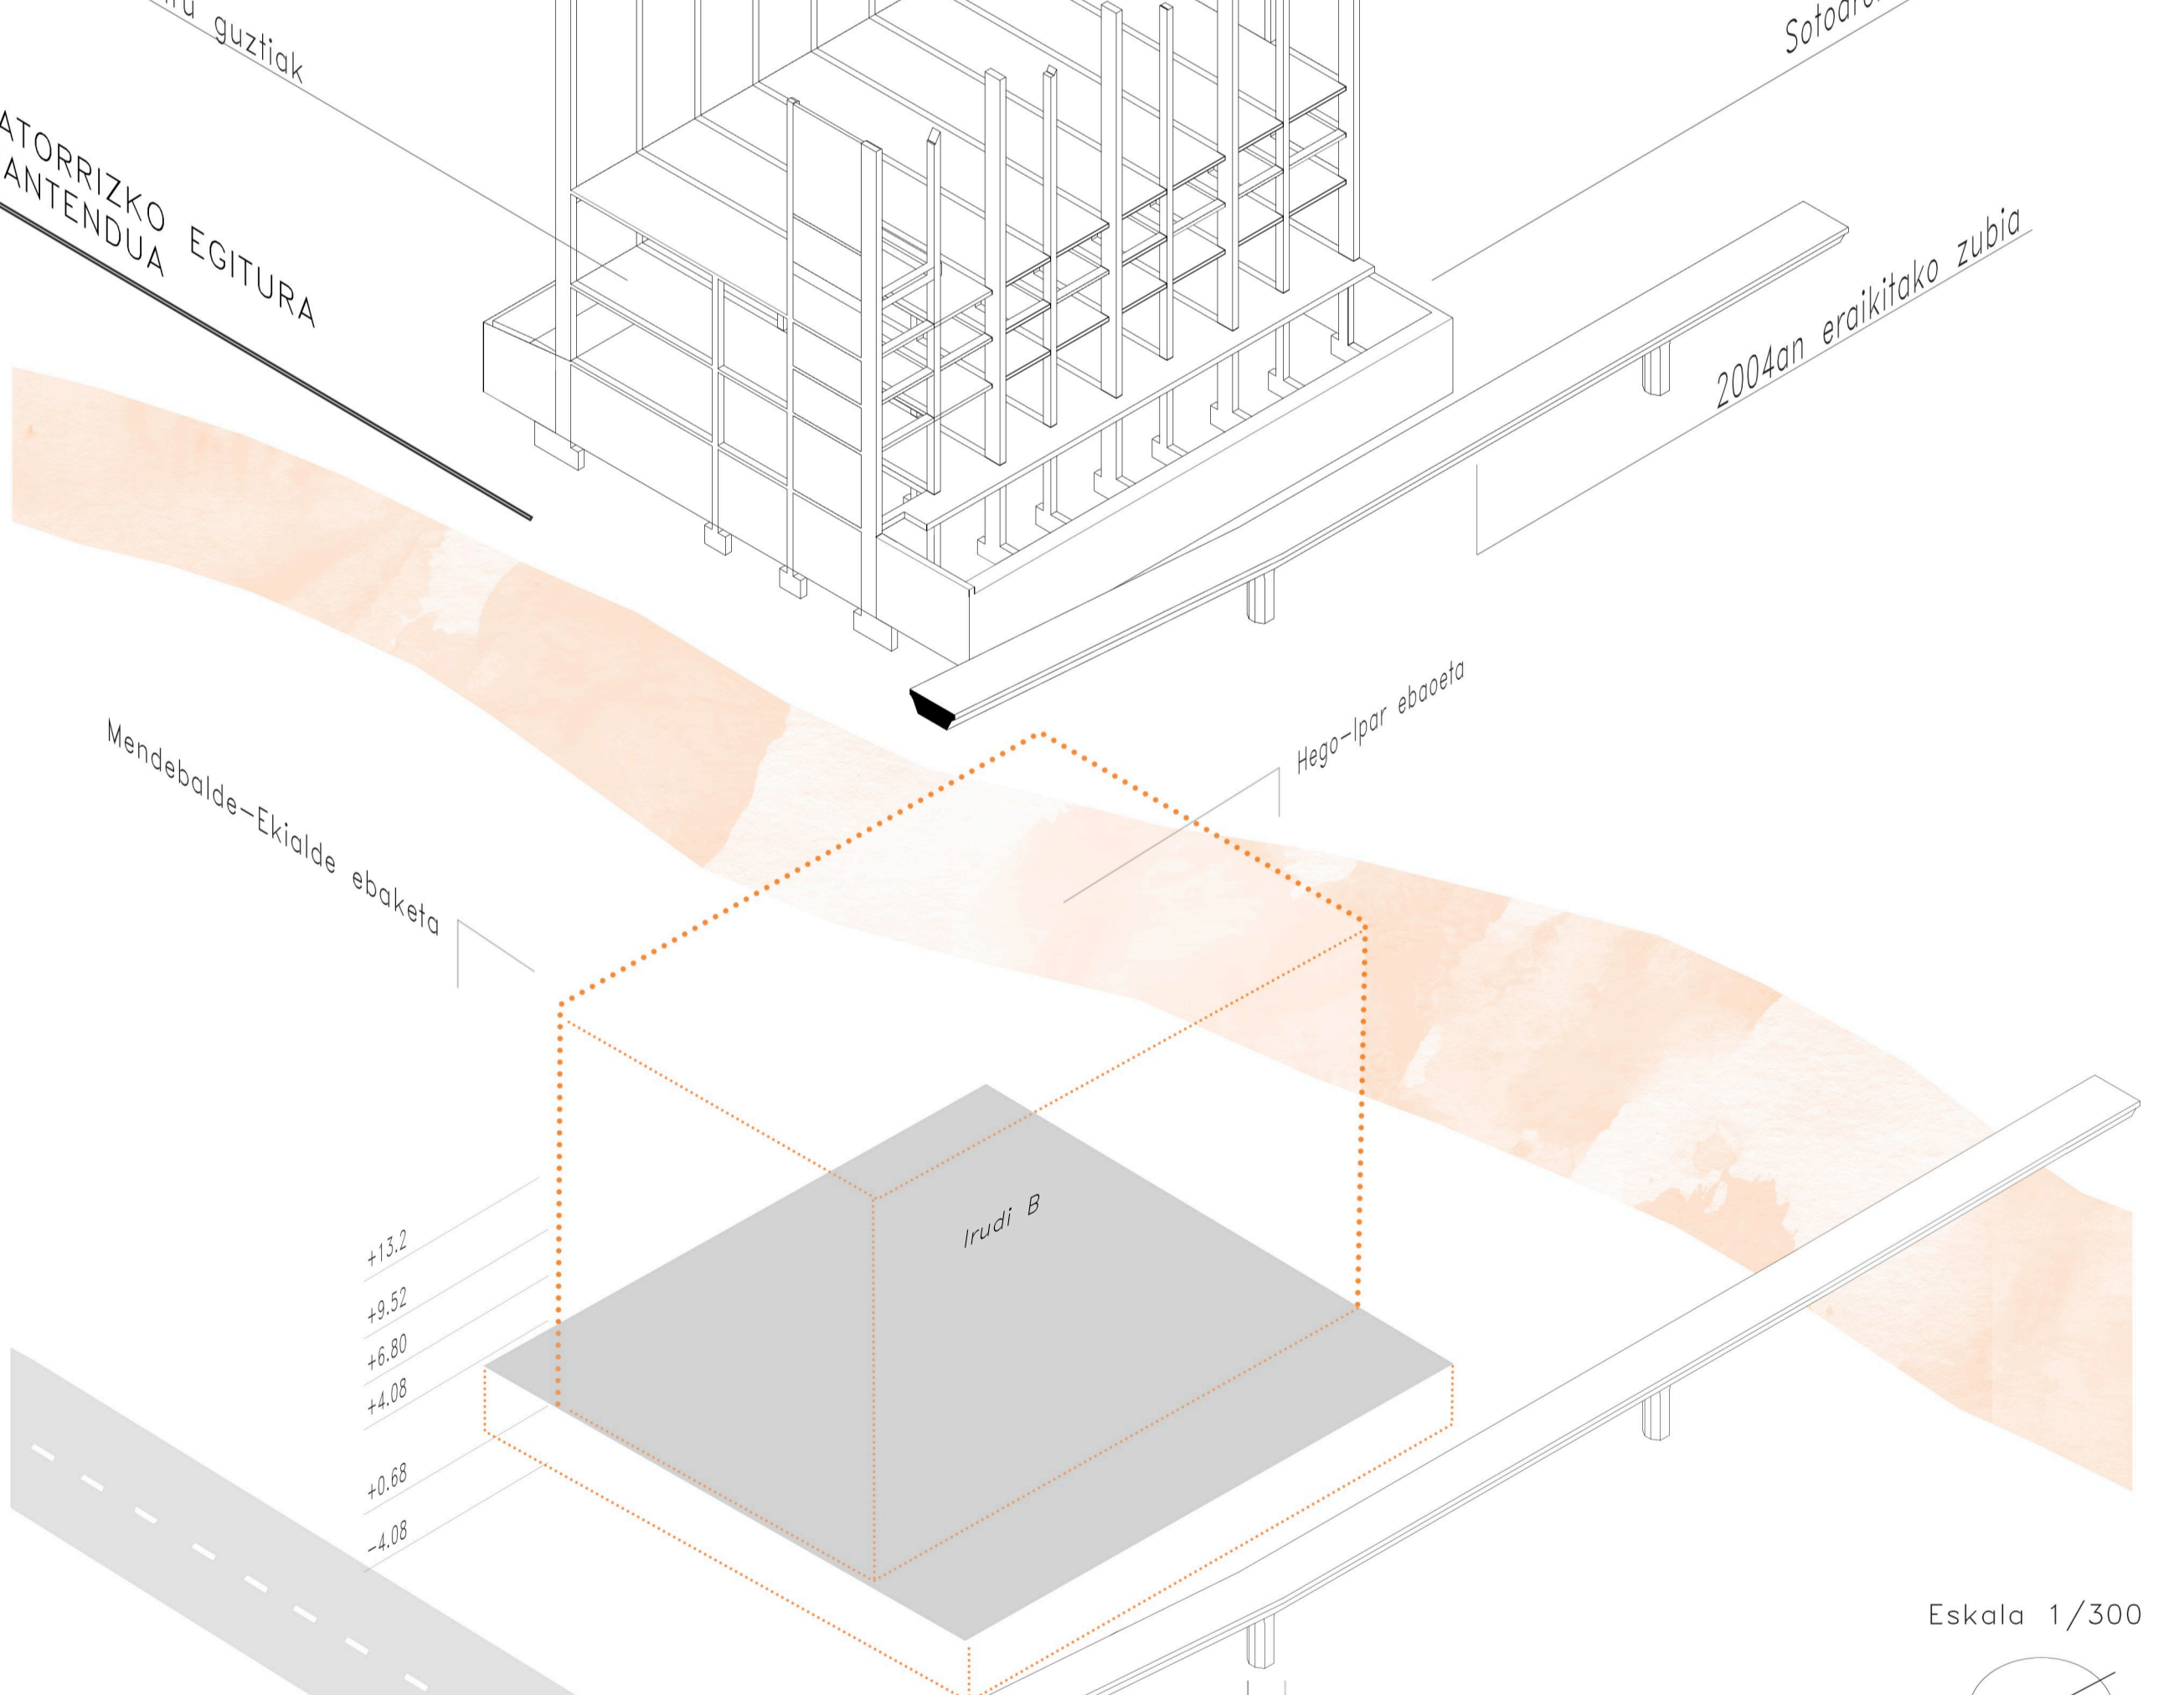 guztiak
ATORRIZKO EGITURA
ANTENDUA
2004an eraikitako zubia
Hego-Ipar ebaoeta
Mendebalde-Ekialde ebaketa
Irudi B
+13.2
+9.52
+6.80
+4.08
+0.68
-4.08
Eskala 1/300